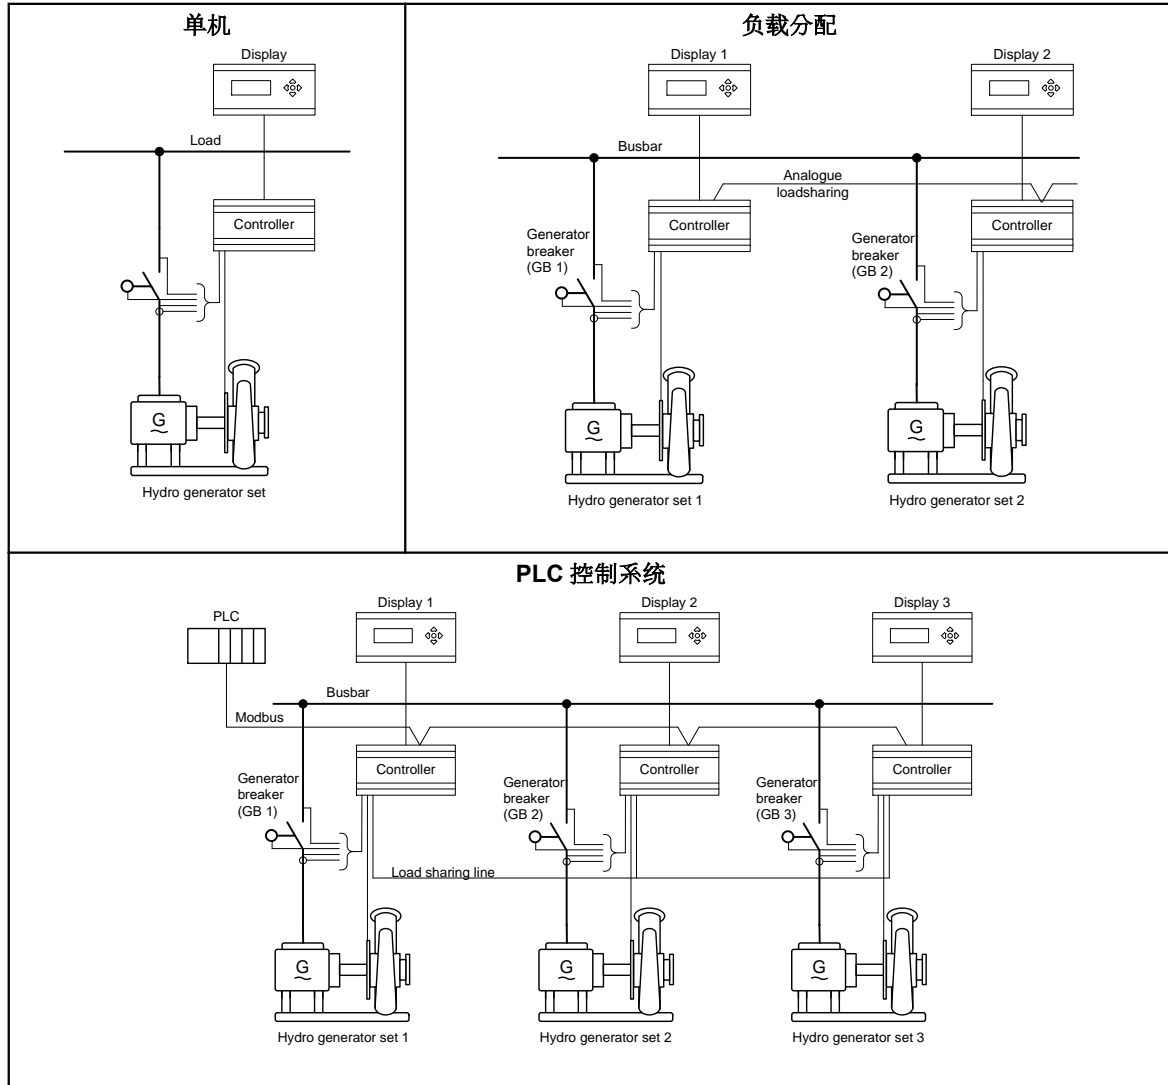 单机
Display
Load
Controller
G
Hydro generator set
负载分配
Display 1
Display 2
Busbar
Analogue
loadsharing
Controller
Controller
Generator
breaker
(GB 1)
Generator
breaker
(GB 2)
G
G
Hydro generator set 1
Hydro generator set 2
PLC 控制系统
PLC
Display 1
Display 2
Display 3
Busbar
Modbus
Controller
Controller
Controller
Generator
breaker
(GB 1)
Generator
breaker
(GB 2)
Generator
breaker
(GB 3)
Load sharing line
G
G
G
Hydro generator set 1
Hydro generator set 2
Hydro generator set 3